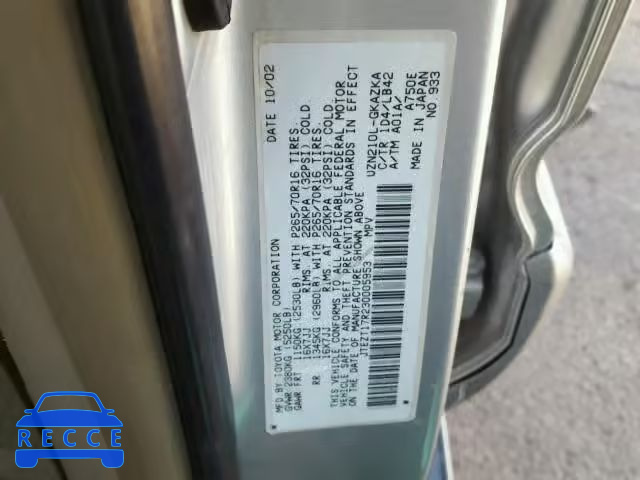 MFD. BY TOYOTA MOTOR CORPORATION DATE 10/02
GVWR 2380KG (5250LB)
GAWR FRT 1150KG (2530LB) WITH P265/70R16 TIRES,
16X7JJ RIMS, AT 220KPA (32PSI) COLD.
RR 1345KG (2960LB) WITH P265/70R16 TIRES,
16X7JJ RIMS, AT 220KPA (32PSI) COLD.
THIS VEHICLE CONFORMS TO ALL APPLICABLE FEDERAL MOTOR
VEHICLE SAFETY AND THEFT PREVENTION STANDARDS IN EFFECT
ON THE DATE OF MANUFACTURE SHOWN ABOVE.
JTEZT17R230005953 MPV
UZN210L-GKAZKA
C/TR 1D4/LB42
A/TM A01A/ A750E
MADE IN JAPAN
NO.933
RECCE